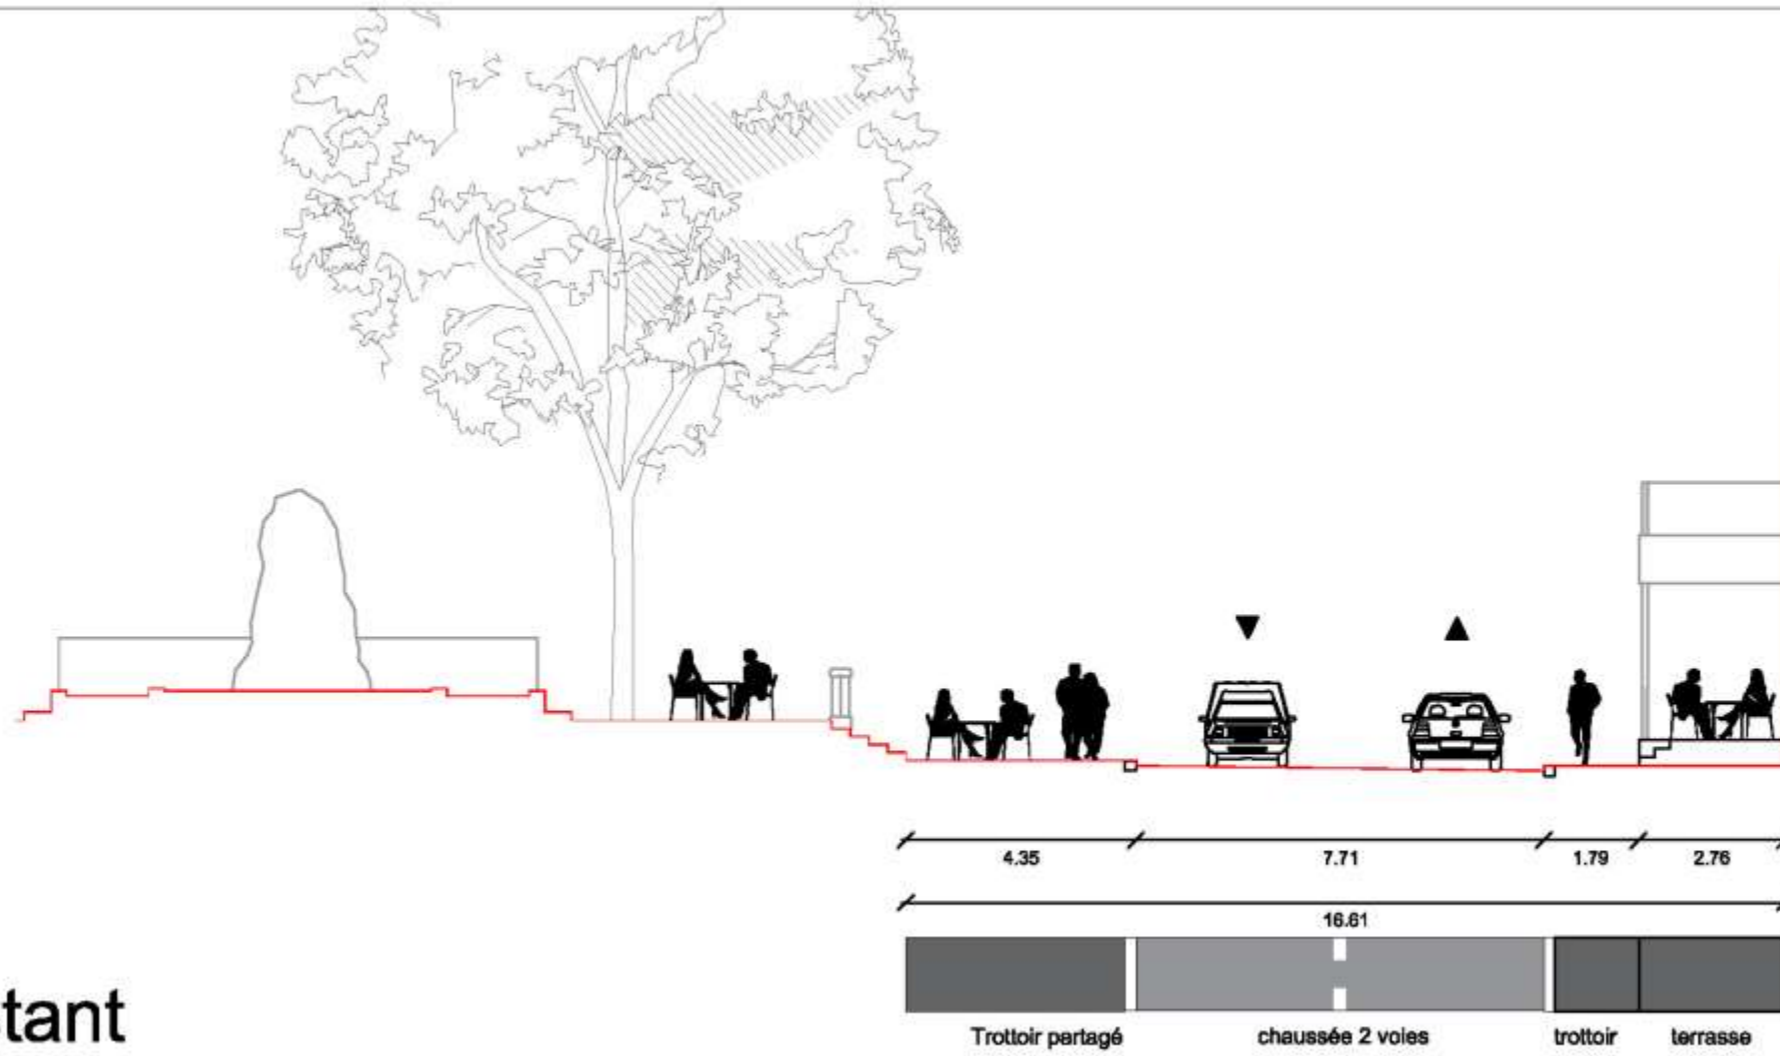 4.35 7.71 1.79 2.76
16.61
tant
Trottoir partagé chaussée 2 voies trottoir terrasse